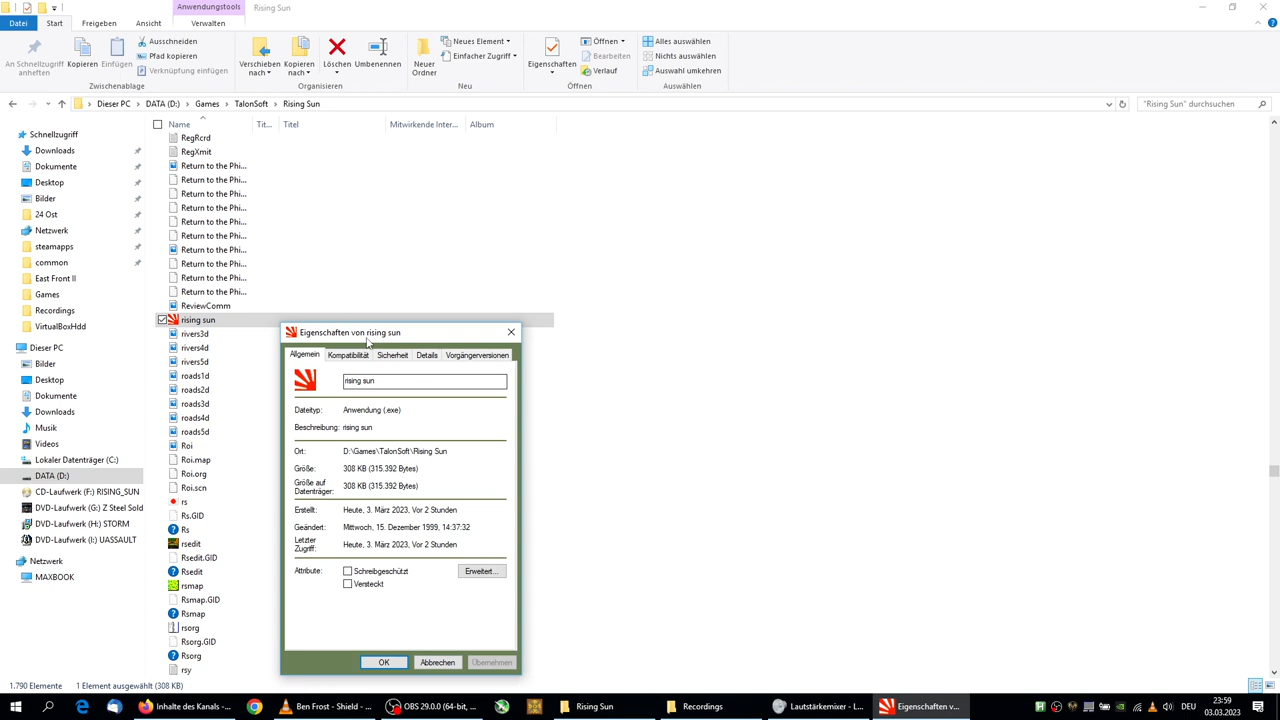 Anwendungstools
Rising Sun
Datei
Start
Freigeben
Ansicht
Verwalten
An Schnellzugriff anheften
Kopieren
Einfügen
Ausschneiden
Pfad kopieren
Verknüpfung einfügen
Zwischenablage
Verschieben nach
Kopieren nach
Löschen
Umbenennen
Organisieren
Neuer Ordner
Neues Element
Einfacher Zugriff
Neu
Eigenschaften
Öffnen
Bearbeiten
Verlauf
Öffnen
Alles auswählen
Nichts auswählen
Auswahl umkehren
Auswählen
Dieser PC > DATA (D:) > Games > TalonSoft > Rising Sun
"Rising Sun" durchsuchen
Name
Tit...
Titel
Mitwirkende Inter...
Album
Schnellzugriff
Downloads
Dokumente
Desktop
Bilder
24 Ost
Netzwerk
steamapps
common
East Front II
Games
Recordings
VirtualBoxHdd
Dieser PC
Bilder
Desktop
Dokumente
Downloads
Musik
Videos
Lokaler Datenträger (C:)
DATA (D:)
CD-Laufwerk (F:) RISING_SUN
DVD-Laufwerk (G:) Z Steel Sold
DVD-Laufwerk (H:) STORM
DVD-Laufwerk (I:) UASSAULT
Netzwerk
MAXBOOK
RegRcrd
RegXmit
Return to the Phi...
Return to the Phi...
Return to the Phi...
Return to the Phi...
Return to the Phi...
Return to the Phi...
Return to the Phi...
Return to the Phi...
Return to the Phi...
Return to the Phi...
ReviewComm
rising sun
rivers3d
rivers4d
rivers5d
roads1d
roads2d
roads3d
roads4d
roads5d
Roi
Roi.map
Roi.org
Roi.scn
rs
Rs.GID
Rs
rsedit
Rsedit.GID
Rsedit
rsmap
Rsmap.GID
Rsmap
rsorg
Rsorg.GID
Rsorg
rsy
Eigenschaften von rising sun
Allgemein
Kompatibilität
Sicherheit
Details
Vorgängerversionen
rising sun
Dateityp: Anwendung (.exe)
Beschreibung: rising sun
Ort: D:\Games\TalonSoft\Rising Sun
Größe: 308 KB (315.392 Bytes)
Größe auf Datenträger: 308 KB (315.392 Bytes)
Erstellt: Heute, 3. März 2023, Vor 2 Stunden
Geändert: Mittwoch, 15. Dezember 1999, 14:37:32
Letzter Zugriff: Heute, 3. März 2023, Vor 2 Stunden
Attribute: Schreibgeschützt
Versteckt
Erweitert...
OK
Abbrechen
Übernehmen
1.790 Elemente
1 Element ausgewählt (308 KB)
Inhalte des Kanals -...
Ben Frost - Shield - ...
OBS 29.0.0 (64-bit, ...
Rising Sun
Recordings
Lautstärkemixer - L...
Eigenschaften v...
23:59
03.03.2023